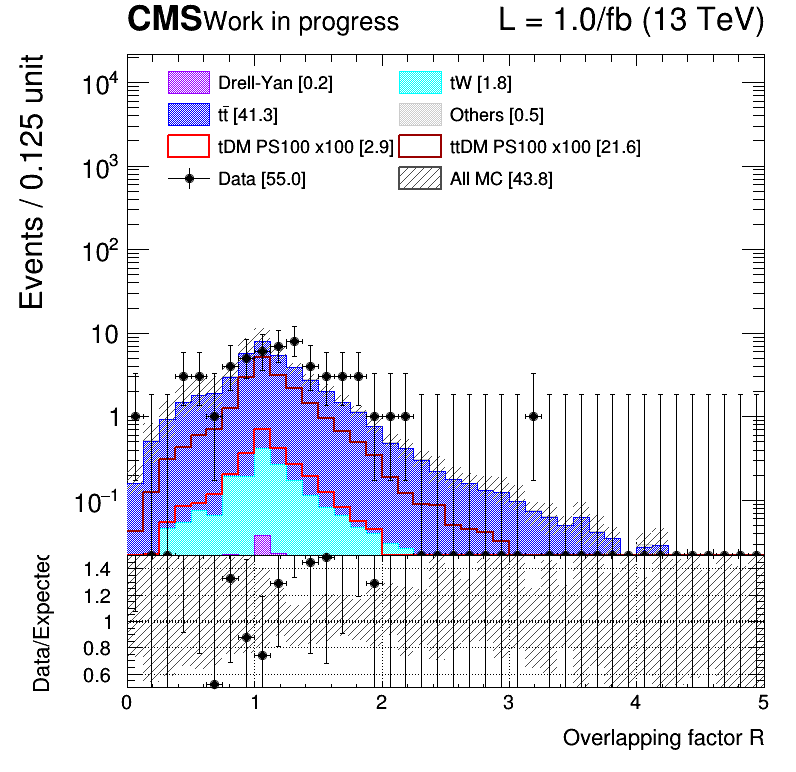 CMS Work in progress L = 1.0/fb (13 TeV)
Events / 0.125 unit
10⁴
10³
10²
10
1
10⁻¹
Drell-Yan [0.2] tW [1.8]
tt̄ [41.3] Others [0.5]
tDM PS100 x100 [2.9] ttDM PS100 x100 [21.6]
Data [55.0] All MC [43.8]
Data/Expected
1.4
1.2
1
0.8
0.6
0 1 2 3 4 5
Overlapping factor R